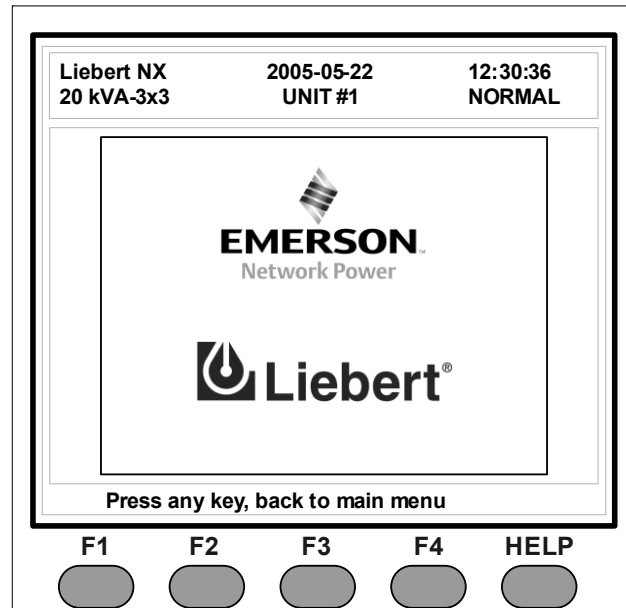 Liebert NX 2005-05-22 12:30:36
20 kVA-3x3 UNIT #1 NORMAL
EMERSON™
Network Power
Liebert®
Press any key, back to main menu
F1 F2 F3 F4 HELP